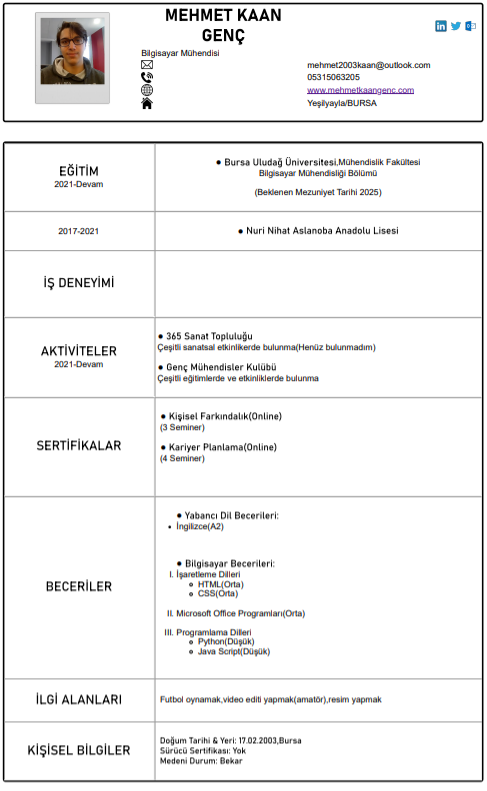 MEHMET KAAN
GENÇ
Bilgisayar Mühendisi
mehmet2003kaan@outlook.com
05315063205
www.mehmetkaangenc.com
Yeşilyayla/BURSA
EĞİTİM
2021-Devam
● Bursa Uludağ Üniversitesi,Mühendislik Fakültesi
Bilgisayar Mühendisliği Bölümü
(Beklenen Mezuniyet Tarihi 2025)
2017-2021
● Nuri Nihat Aslanoba Anadolu Lisesi
İŞ DENEYİMİ
AKTİVİTELER
2021-Devam
● 365 Sanat Topluluğu
Çeşitli sanatsal etkinlikerde bulunma(Henüz bulunmadım)
● Genç Mühendisler Kulübü
Çeşitli eğitimlerde ve etkinliklerde bulunma
SERTİFİKALAR
● Kişisel Farkındalık(Online)
(3 Seminer)
● Kariyer Planlama(Online)
(4 Seminer)
BECERİLER
● Yabancı Dil Becerileri:
• İngilizce(A2)
● Bilgisayar Becerileri:
I. İşaretleme Dilleri
○ HTML(Orta)
○ CSS(Orta)
II. Microsoft Office Programları(Orta)
III. Programlama Dilleri
○ Python(Düşük)
○ Java Script(Düşük)
İLGİ ALANLARI
Futbol oynamak,video editi yapmak(amatör),resim yapmak
KİŞİSEL BİLGİLER
Doğum Tarihi & Yeri: 17.02.2003,Bursa
Sürücü Sertifikası: Yok
Medeni Durum: Bekar